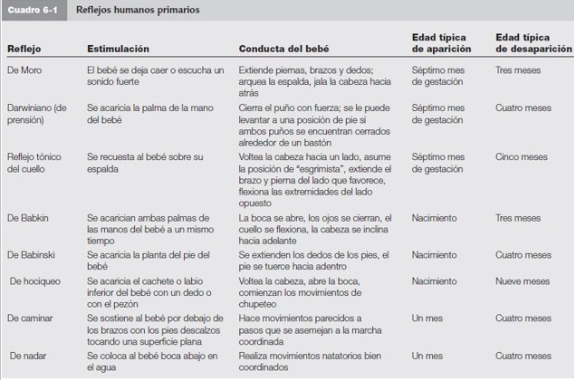 Cuadro 6-1 Reflejos humanos primarios
Reflejo Estimulación Conducta del bebé Edad típica de aparición Edad típica de desaparición
De Moro El bebé se deja caer o escucha un Extiende piernas, brazos y dedos; Séptimo mes Tres meses
sonido fuerte arquea la espalda, jala la cabeza hacia de gestación
atrás
Darwiniano (de Se acaricia la palma de la mano Cierra el puño con fuerza; se le puede Séptimo mes Cuatro meses
prensión) del bebé levantar a una posición de pie si de gestación
ambos puños se encuentran cerrados
alrededor de un bastón
Reflejo tónico Se recuesta al bebé sobre su Voltea la cabeza hacia un lado, asume Séptimo mes Cinco meses
del cuello espalda la posición de “esgrimista”, extiende el de gestación
brazo y pierna del lado que favorece,
flexiona las extremidades del lado
opuesto
De Babkin Se acarician ambas palmas de La boca se abre, los ojos se cierran, el Nacimiento Tres meses
las manos del bebé a un mismo cuello se flexiona, la cabeza se inclina
tiempo hacia adelante
De Babinski Se acaricia la planta del pie del Se extienden los dedos de los pies, el Nacimiento Cuatro meses
bebé pie se tuerce hacia adentro
De hociqueo Se acaricia el cachete o labio Voltea la cabeza, abre la boca, Nacimiento Nueve meses
inferior del bebé con un dedo o comienzan los movimientos de
con el pezón chupeteo
De caminar Se sostiene al bebé por debajo de Hace movimientos parecidos a Un mes Cuatro meses
los brazos con los pies descalzos pasos que se asemejan a la marcha
tocando una superficie plana coordinada
De nadar Se coloca al bebé boca abajo en Realiza movimientos natatorios bien Un mes Cuatro meses
el agua coordinados